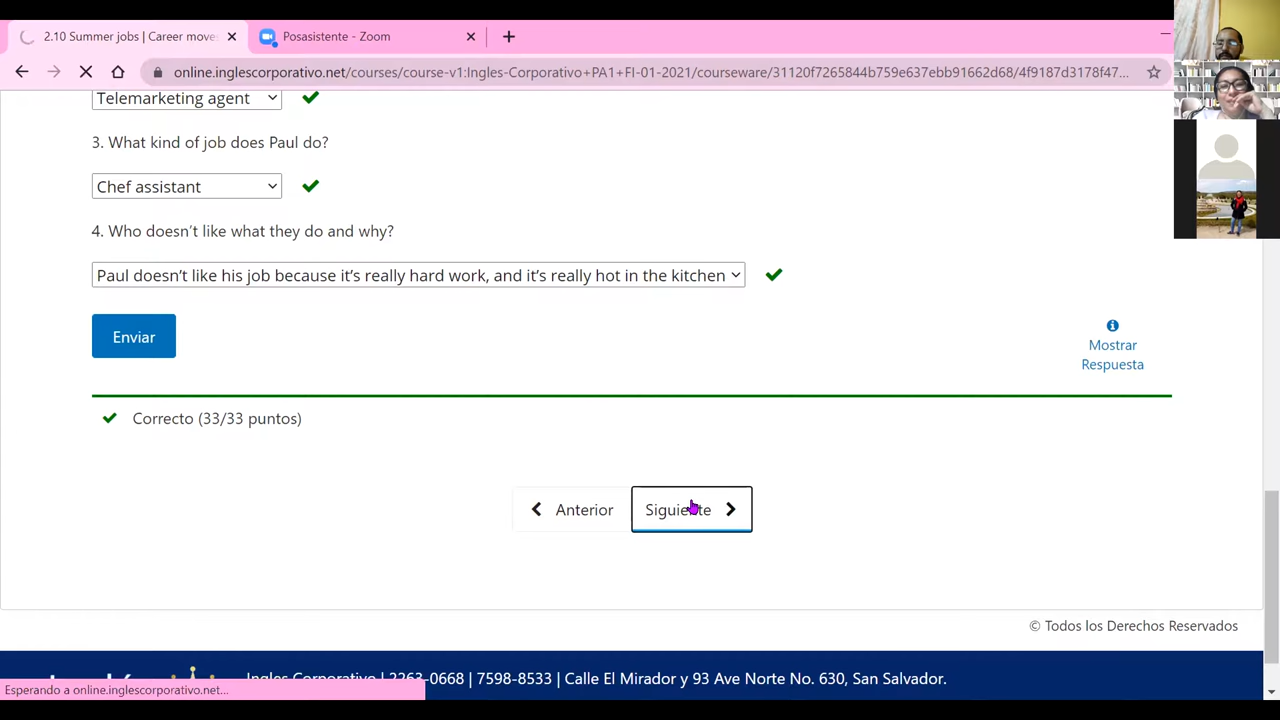 2.10 Summer jobs | Career move
Posasistente - Zoom
online.inglescorporativo.net/courses/course-v1:Ingles-Corporativo+PA1+FI-01-2021/courseware/31120f7265844b759e637ebb91662d68/4f9187d3178f47...
Telemarketing agent
3. What kind of job does Paul do?
Chef assistant
4. Who doesn't like what they do and why?
Paul doesn't like his job because it's really hard work, and it's really hot in the kitchen
Enviar
Mostrar
Respuesta
Correcto (33/33 puntos)
Anterior
Siguiente
© Todos los Derechos Reservados
Ingles Corporativo | 2263-0668 | 7598-8533 | Calle El Mirador y 93 Ave Norte No. 630, San Salvador.
Esperando a online.inglescorporativo.net...